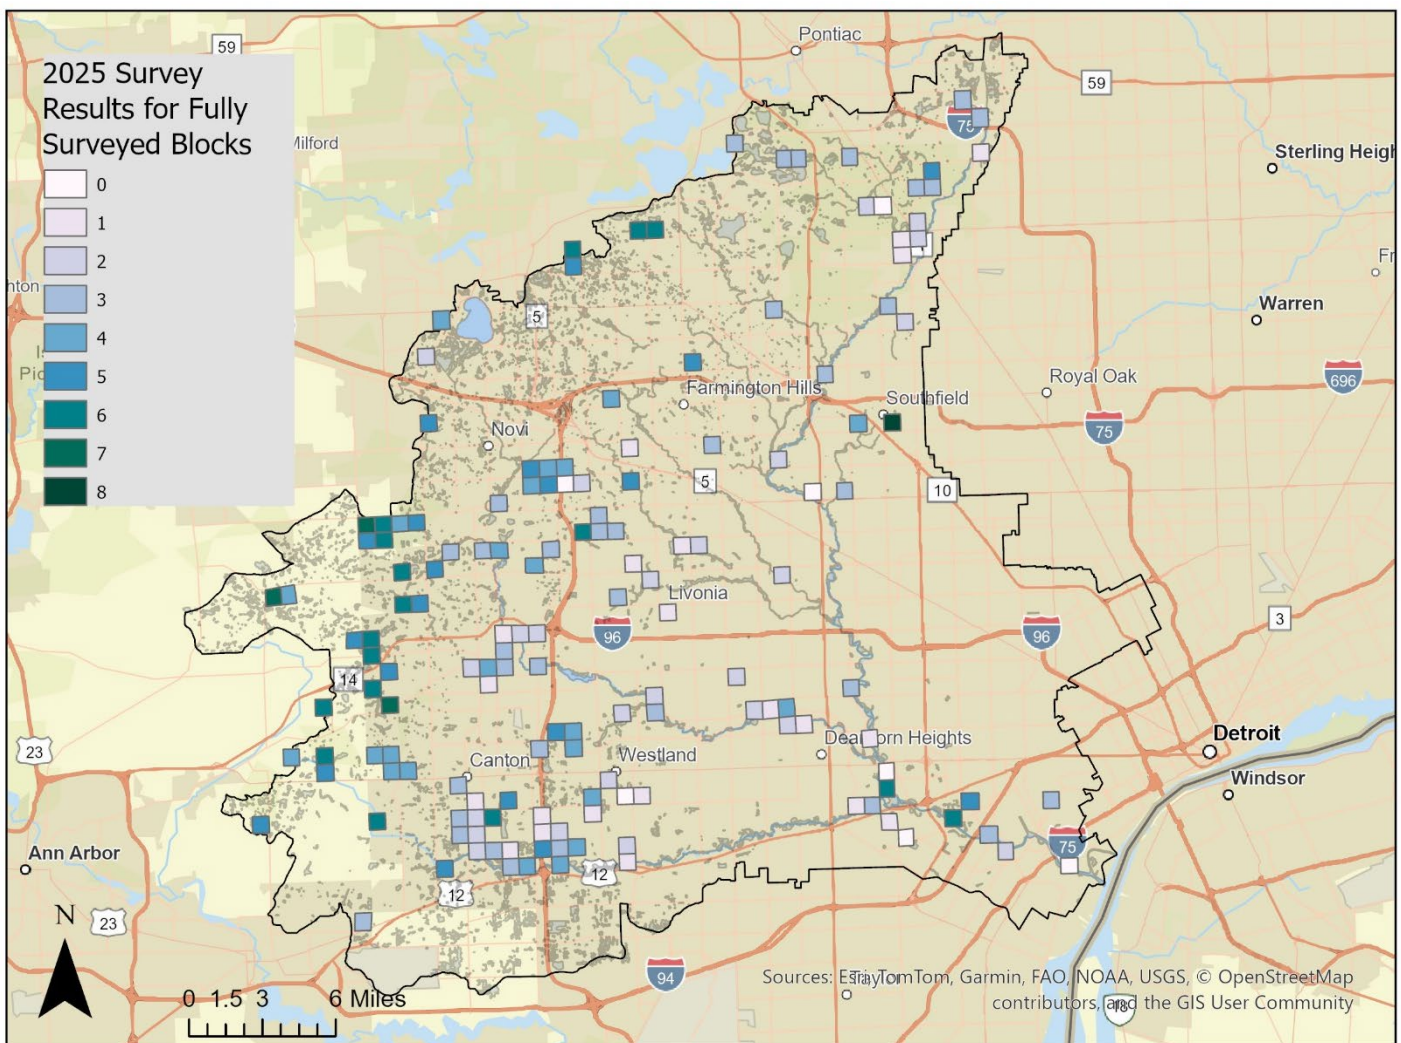 Pontiac
59
59
2025 Survey
Results for Fully
Surveyed Blocks
75
Milford
Sterling Heigh
0
1
2
3
4
5
6
7
8
Fr
nton
Warren
5
Pic
Farmington Hills
Royal Oak
696
Southfield
75
Novi
5
10
Livonia
3
96
96
14
23
Dearborn Heights
Detroit
Canton
Westland
Windsor
Ann Arbor
75
12
12
N
23
94
Sources: Esri, TomTom, Garmin, FAO, NOAA, USGS, © OpenStreetMap
contributors, and the GIS User Community
0 1.5 3 6 Miles